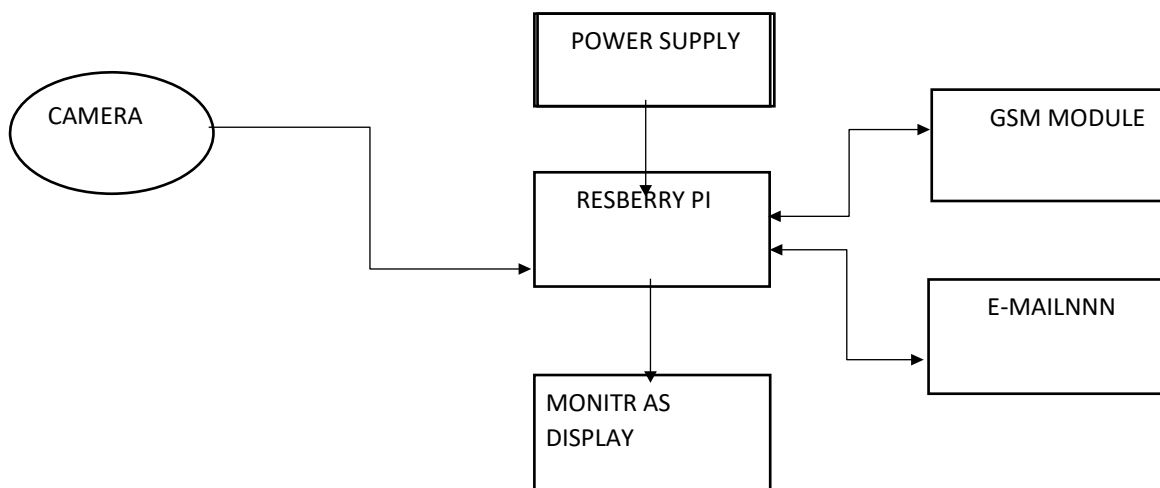 POWER SUPPLY
CAMERA
GSM MODULE
RESBERRY PI
E-MAILNNN
MONITR AS
DISPLAY